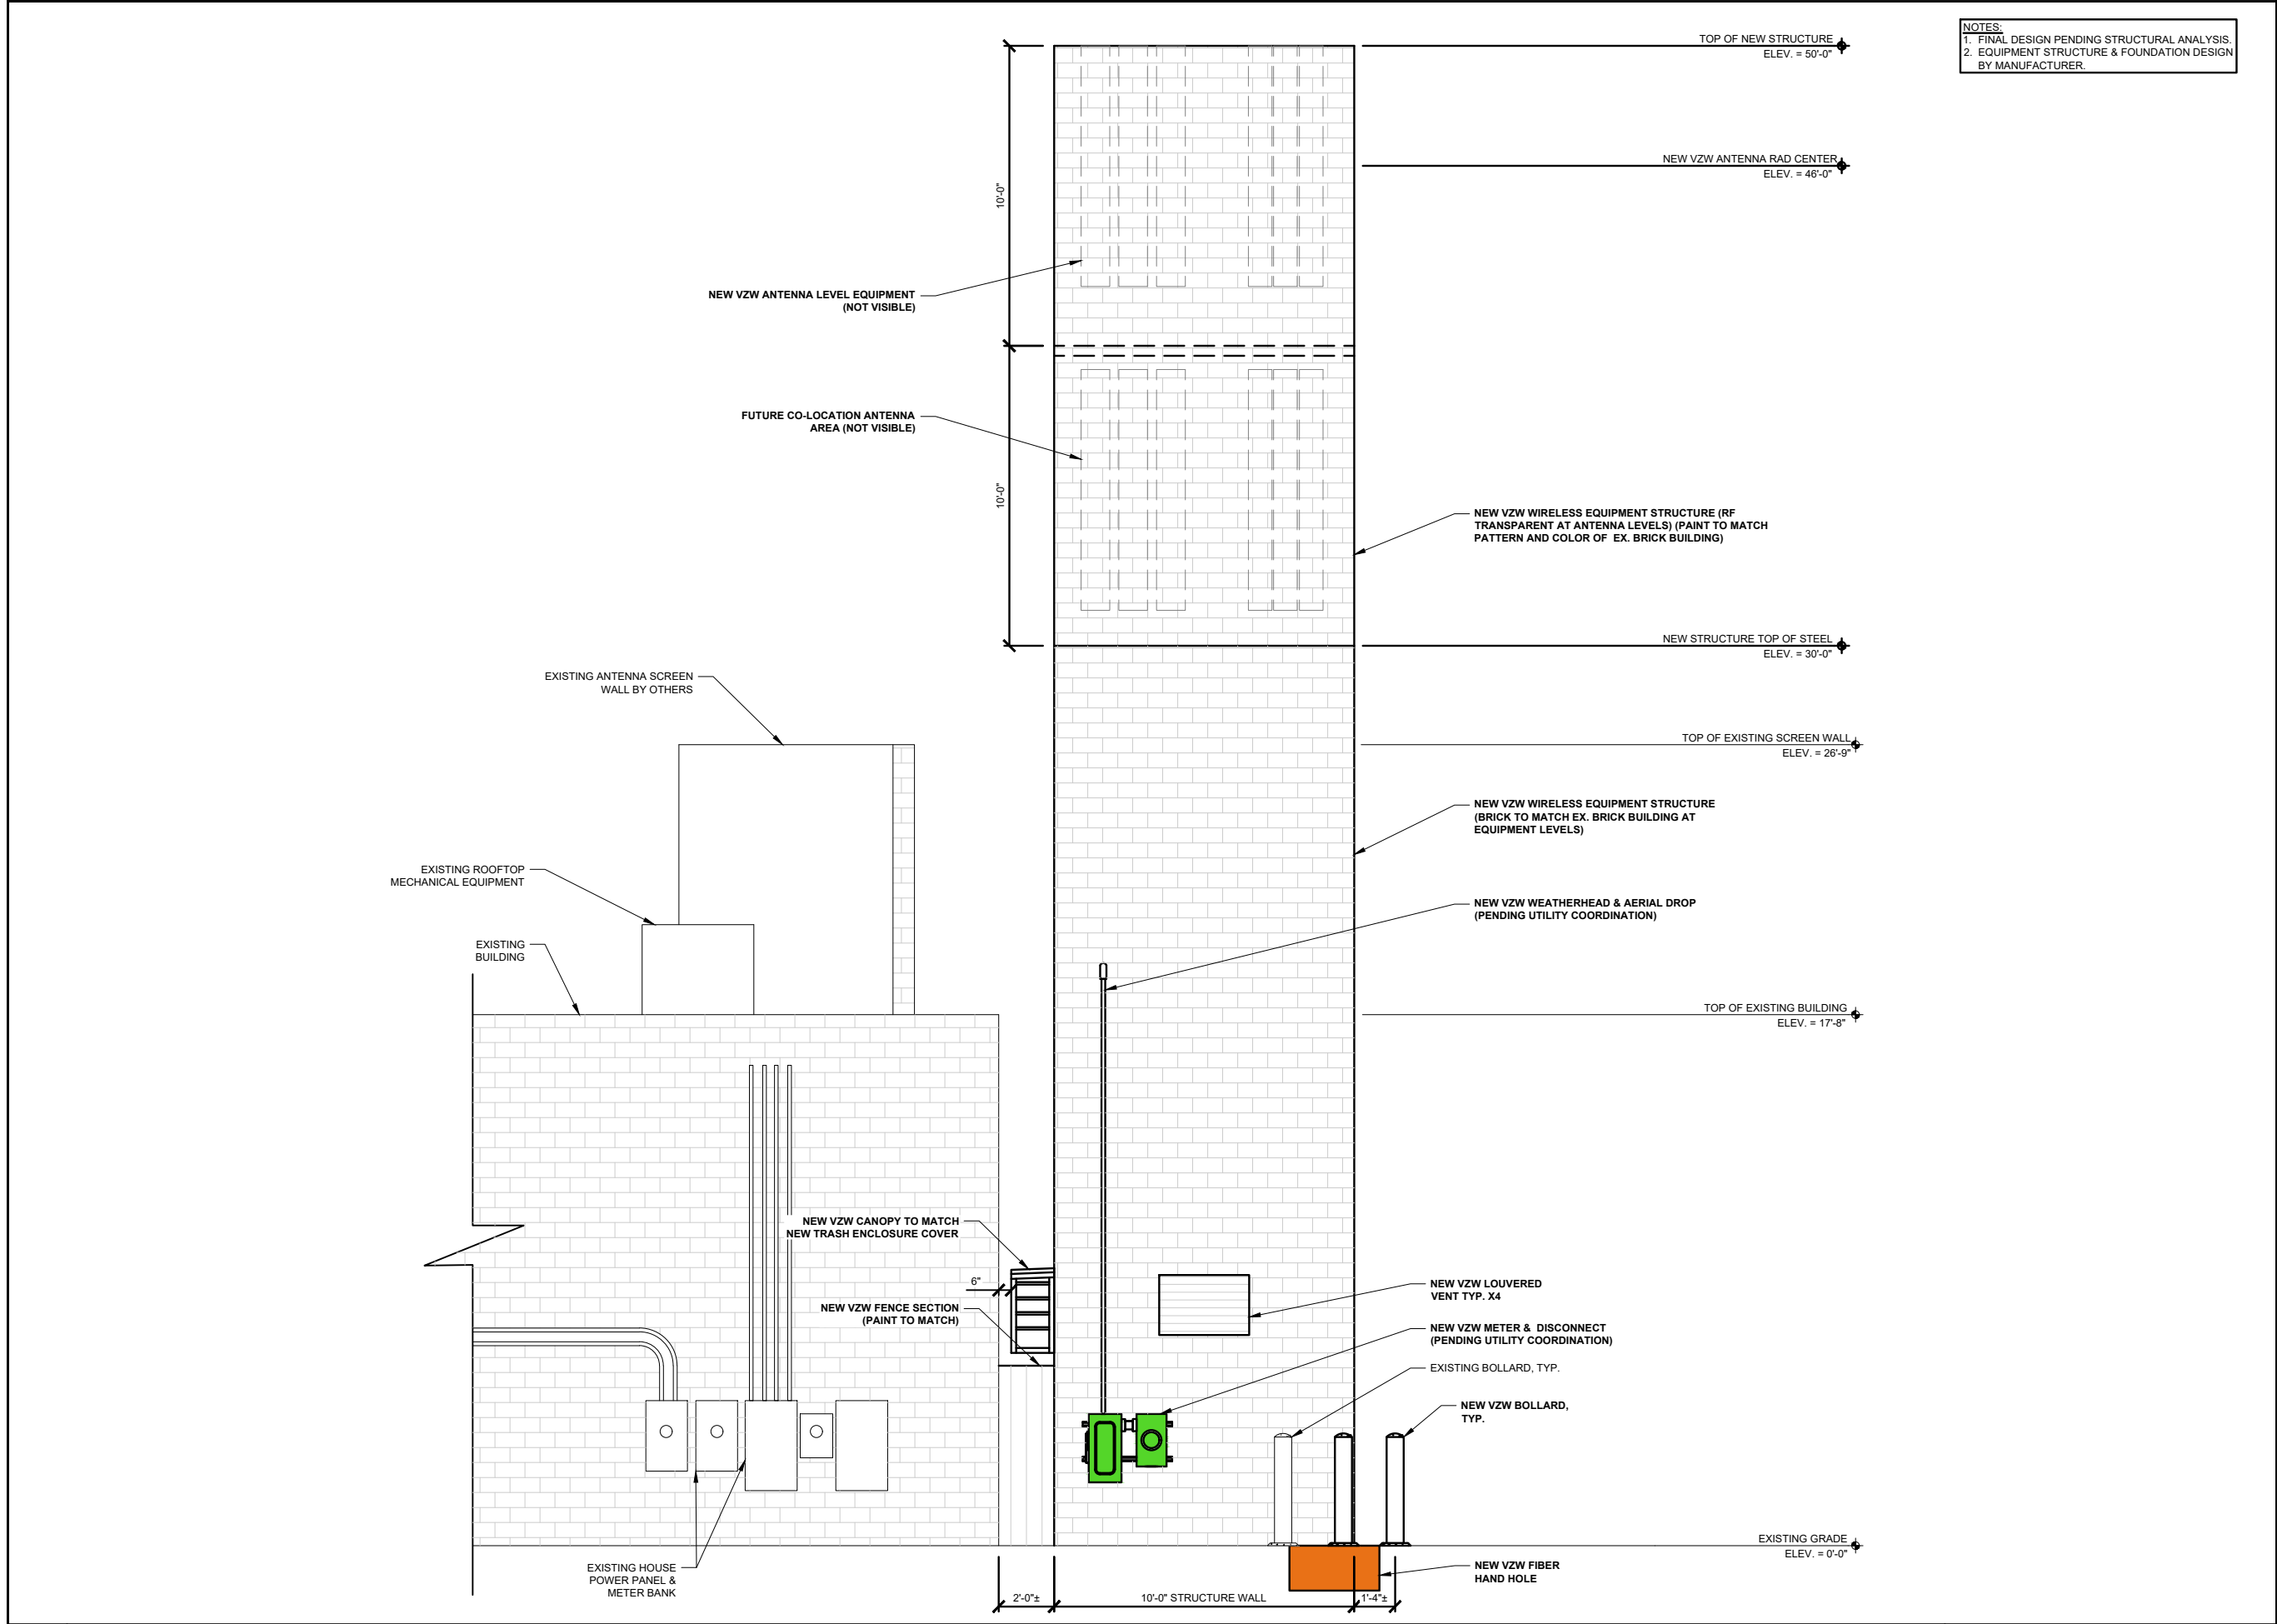 NOTES:
1. FINAL DESIGN PENDING STRUCTURAL ANALYSIS.
2. EQUIPMENT STRUCTURE & FOUNDATION DESIGN
BY MANUFACTURER.
TOP OF NEW STRUCTURE
ELEV. = 50'-0"
NEW VZW ANTENNA RAD CENTER
ELEV. = 46'-0"
10'-0"
NEW VZW ANTENNA LEVEL EQUIPMENT
(NOT VISIBLE)
FUTURE CO-LOCATION ANTENNA
AREA (NOT VISIBLE)
10'-0"
NEW VZW WIRELESS EQUIPMENT STRUCTURE (RF
TRANSPARENT AT ANTENNA LEVELS) (PAINT TO MATCH
PATTERN AND COLOR OF EX. BRICK BUILDING)
NEW STRUCTURE TOP OF STEEL
ELEV. = 30'-0"
EXISTING ANTENNA SCREEN
WALL BY OTHERS
TOP OF EXISTING SCREEN WALL
ELEV. = 26'-9"
NEW VZW WIRELESS EQUIPMENT STRUCTURE
(BRICK TO MATCH EX. BRICK BUILDING AT
EQUIPMENT LEVELS)
EXISTING ROOFTOP
MECHANICAL EQUIPMENT
NEW VZW WEATHERHEAD & AERIAL DROP
(PENDING UTILITY COORDINATION)
EXISTING
BUILDING
TOP OF EXISTING BUILDING
ELEV. = 17'-8"
NEW VZW CANOPY TO MATCH
NEW TRASH ENCLOSURE COVER
6"
NEW VZW FENCE SECTION
(PAINT TO MATCH)
NEW VZW LOUVERED
VENT TYP. X4
NEW VZW METER & DISCONNECT
(PENDING UTILITY COORDINATION)
EXISTING BOLLARD, TYP.
NEW VZW BOLLARD,
TYP.
EXISTING GRADE
ELEV. = 0'-0"
EXISTING HOUSE
POWER PANEL &
METER BANK
NEW VZW FIBER
HAND HOLE
2'-0"±
10'-0" STRUCTURE WALL
1'-4"±